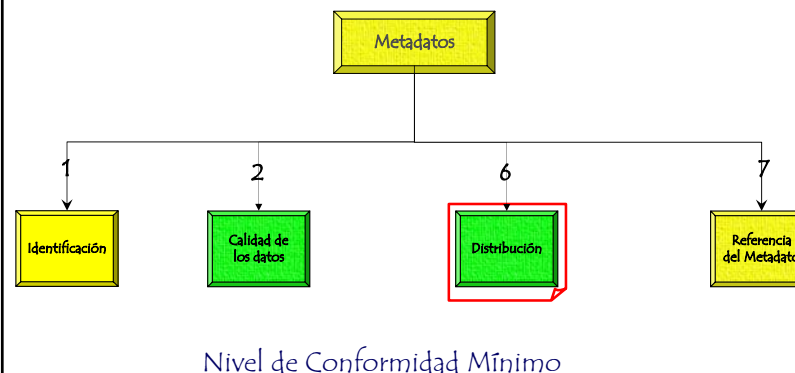 Metadatos
1
2
6
7
Identificación
Calidad de
los datos
Distribución
Referencia
del Metadato
Nivel de Conformidad Mínimo